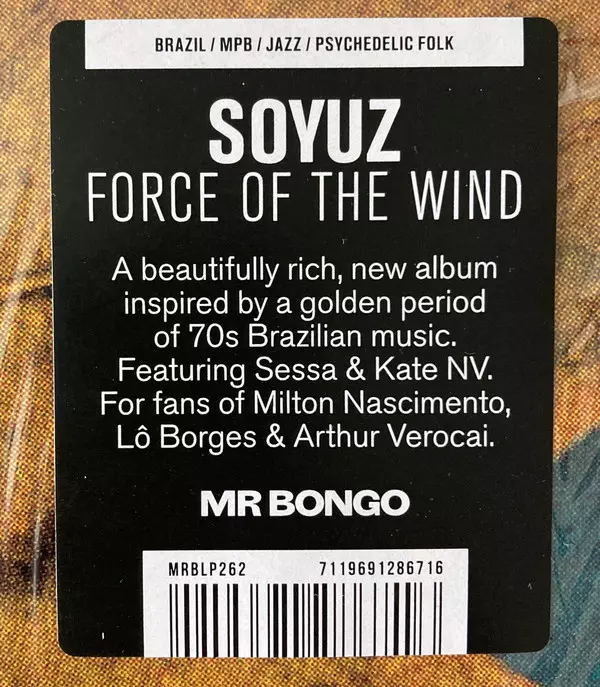 BRAZIL / MPB / JAZZ / PSYCHEDELIC FOLK
SOYUZ
FORCE OF THE WIND
A beautifully rich, new album
inspired by a golden period
of 70s Brazilian music.
Featuring Sessa & Kate NV.
For fans of Milton Nascimento,
Lô Borges & Arthur Verocai.
MR BONGO
MRBLP262 7119691286716